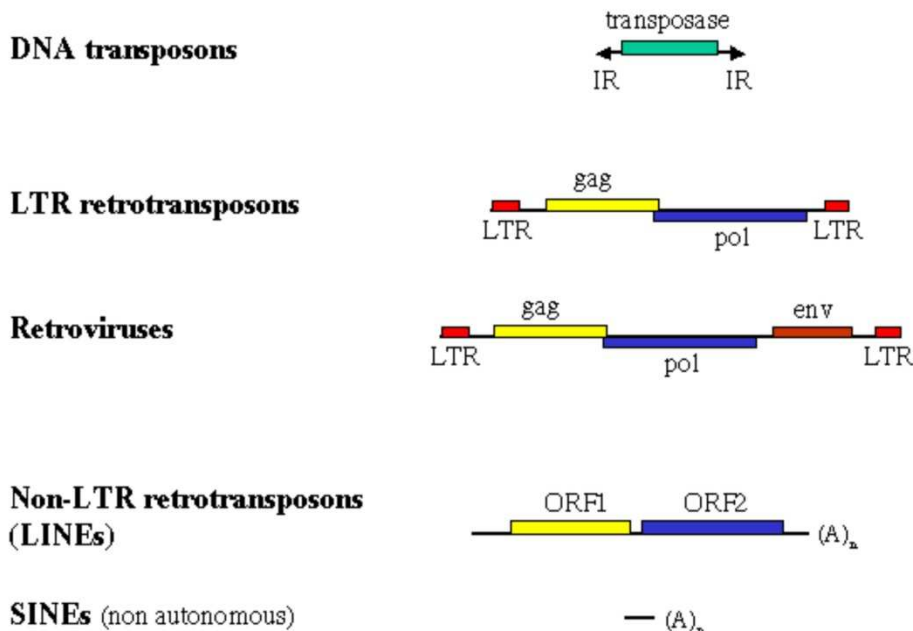 transposase
DNA transposons
IR IR
gag
LTR retrotransposons
LTR pol LTR
gag env
Retroviruses
LTR pol LTR
Non-LTR retrotransposons
(LINEs)
ORF1 ORF2
(A)n
SINEs (non autonomous) (A)n